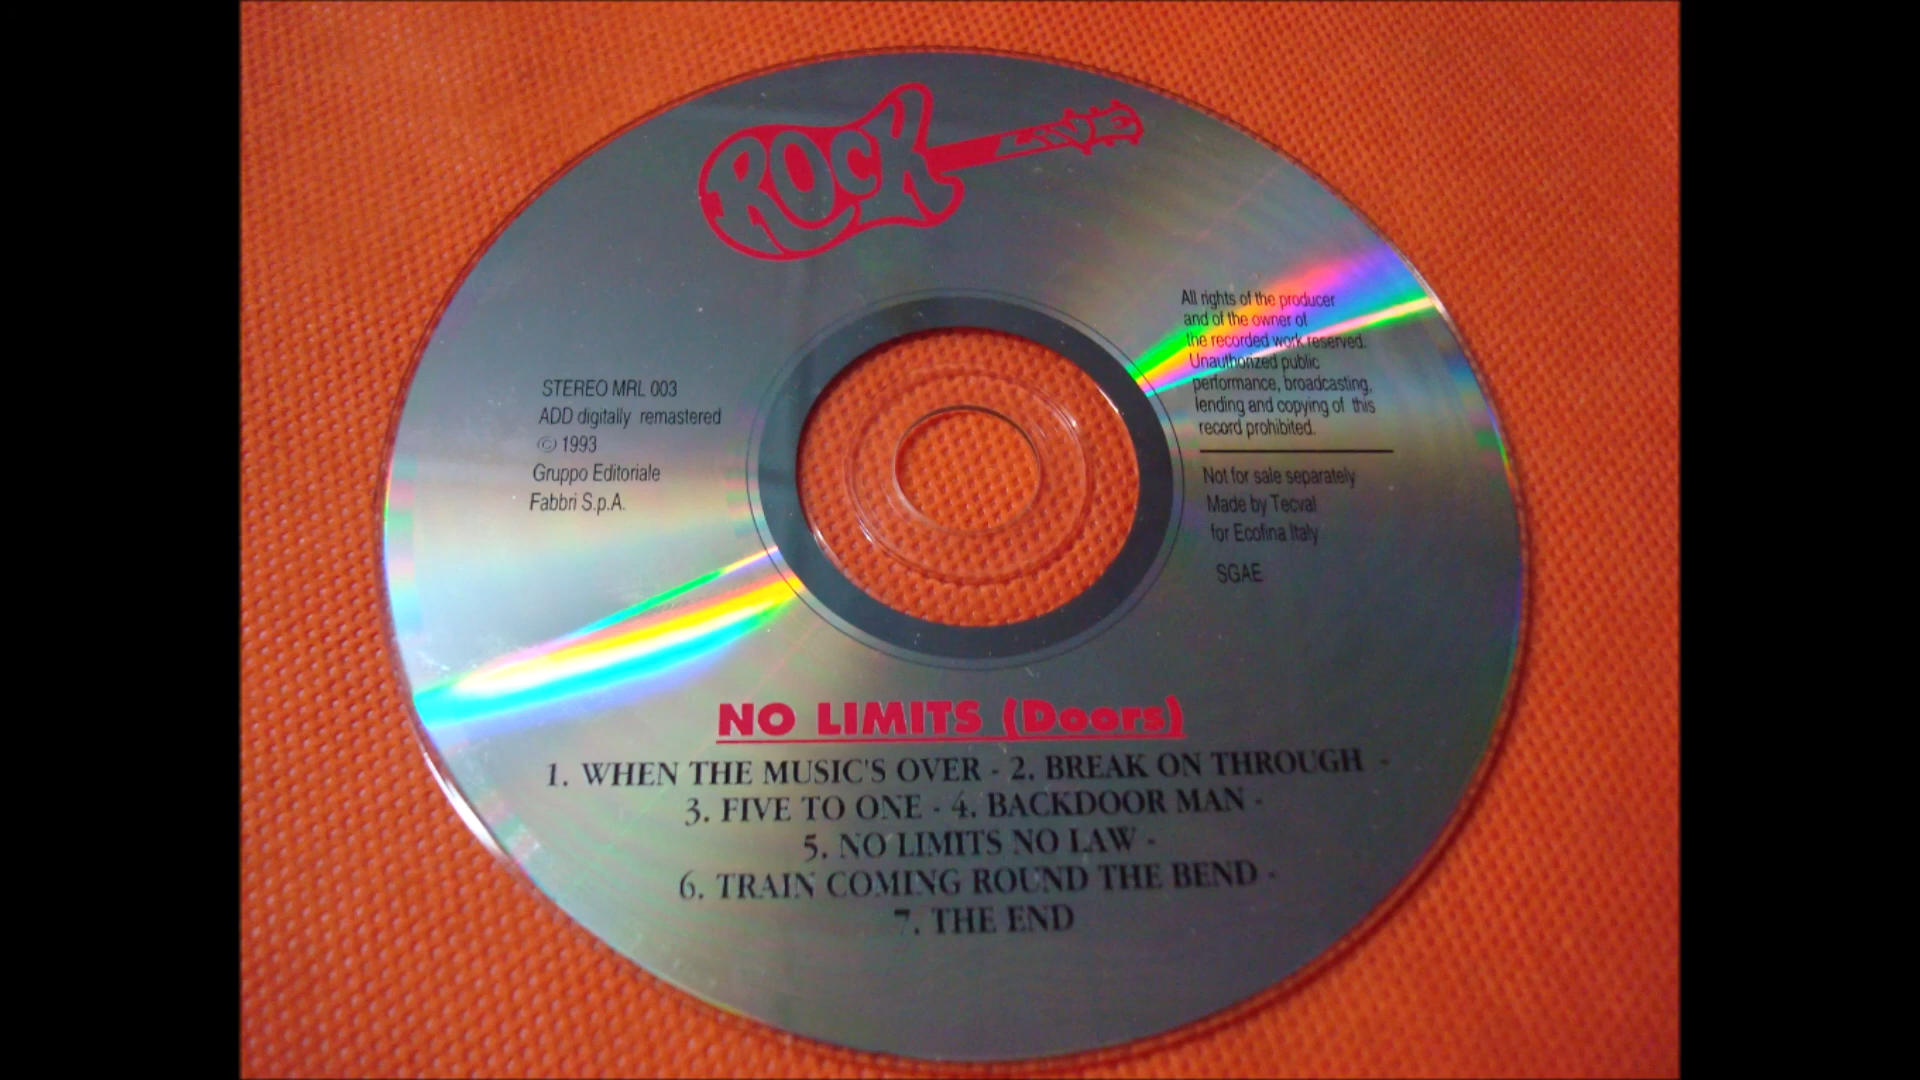 ROCK LIVE
STEREO MRL 003
ADD digitally remastered
© 1993
Gruppo Editoriale
Fabbri S.p.A.
All rights of the producer
and of the owner of
the recorded work reserved.
Unauthorized public
performance, broadcasting,
lending and copying of this
record prohibited.
Not for sale separately
Made by Tecval
for Ecofina Italy
SGAE
NO LIMITS (Doors)
1. WHEN THE MUSIC'S OVER - 2. BREAK ON THROUGH -
3. FIVE TO ONE - 4. BACKDOOR MAN -
5. NO LIMITS NO LAW -
6. TRAIN COMING ROUND THE BEND -
7. THE END